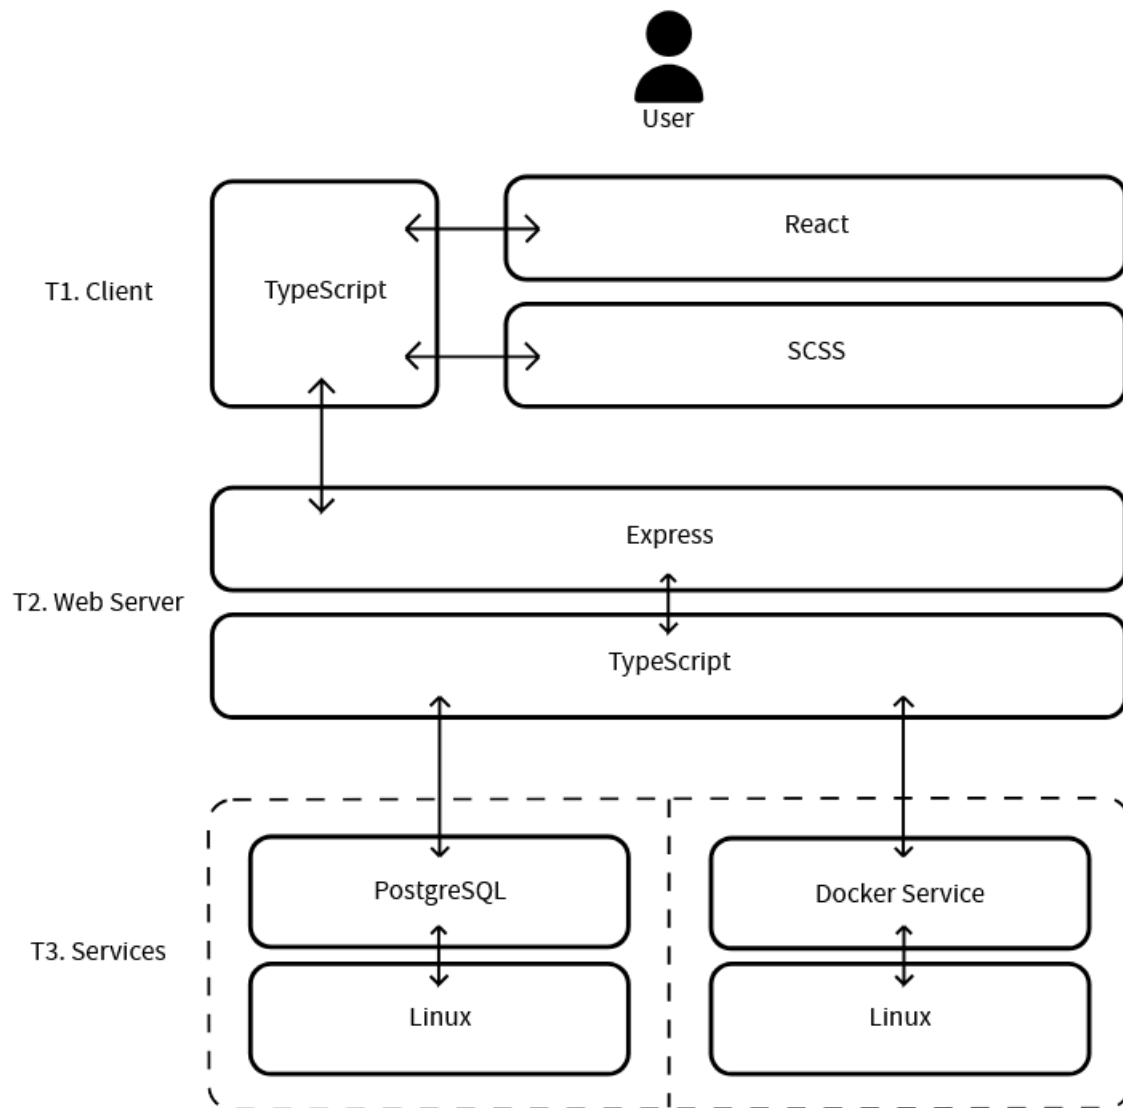 User
React
T1. Client
TypeScript
SCSS
Express
T2. Web Server
TypeScript
PostgreSQL
Docker Service
T3. Services
Linux
Linux